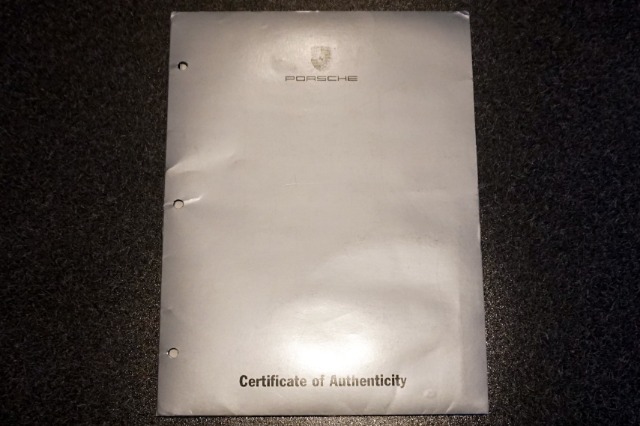 PORSCHE
Certificate of Authenticity